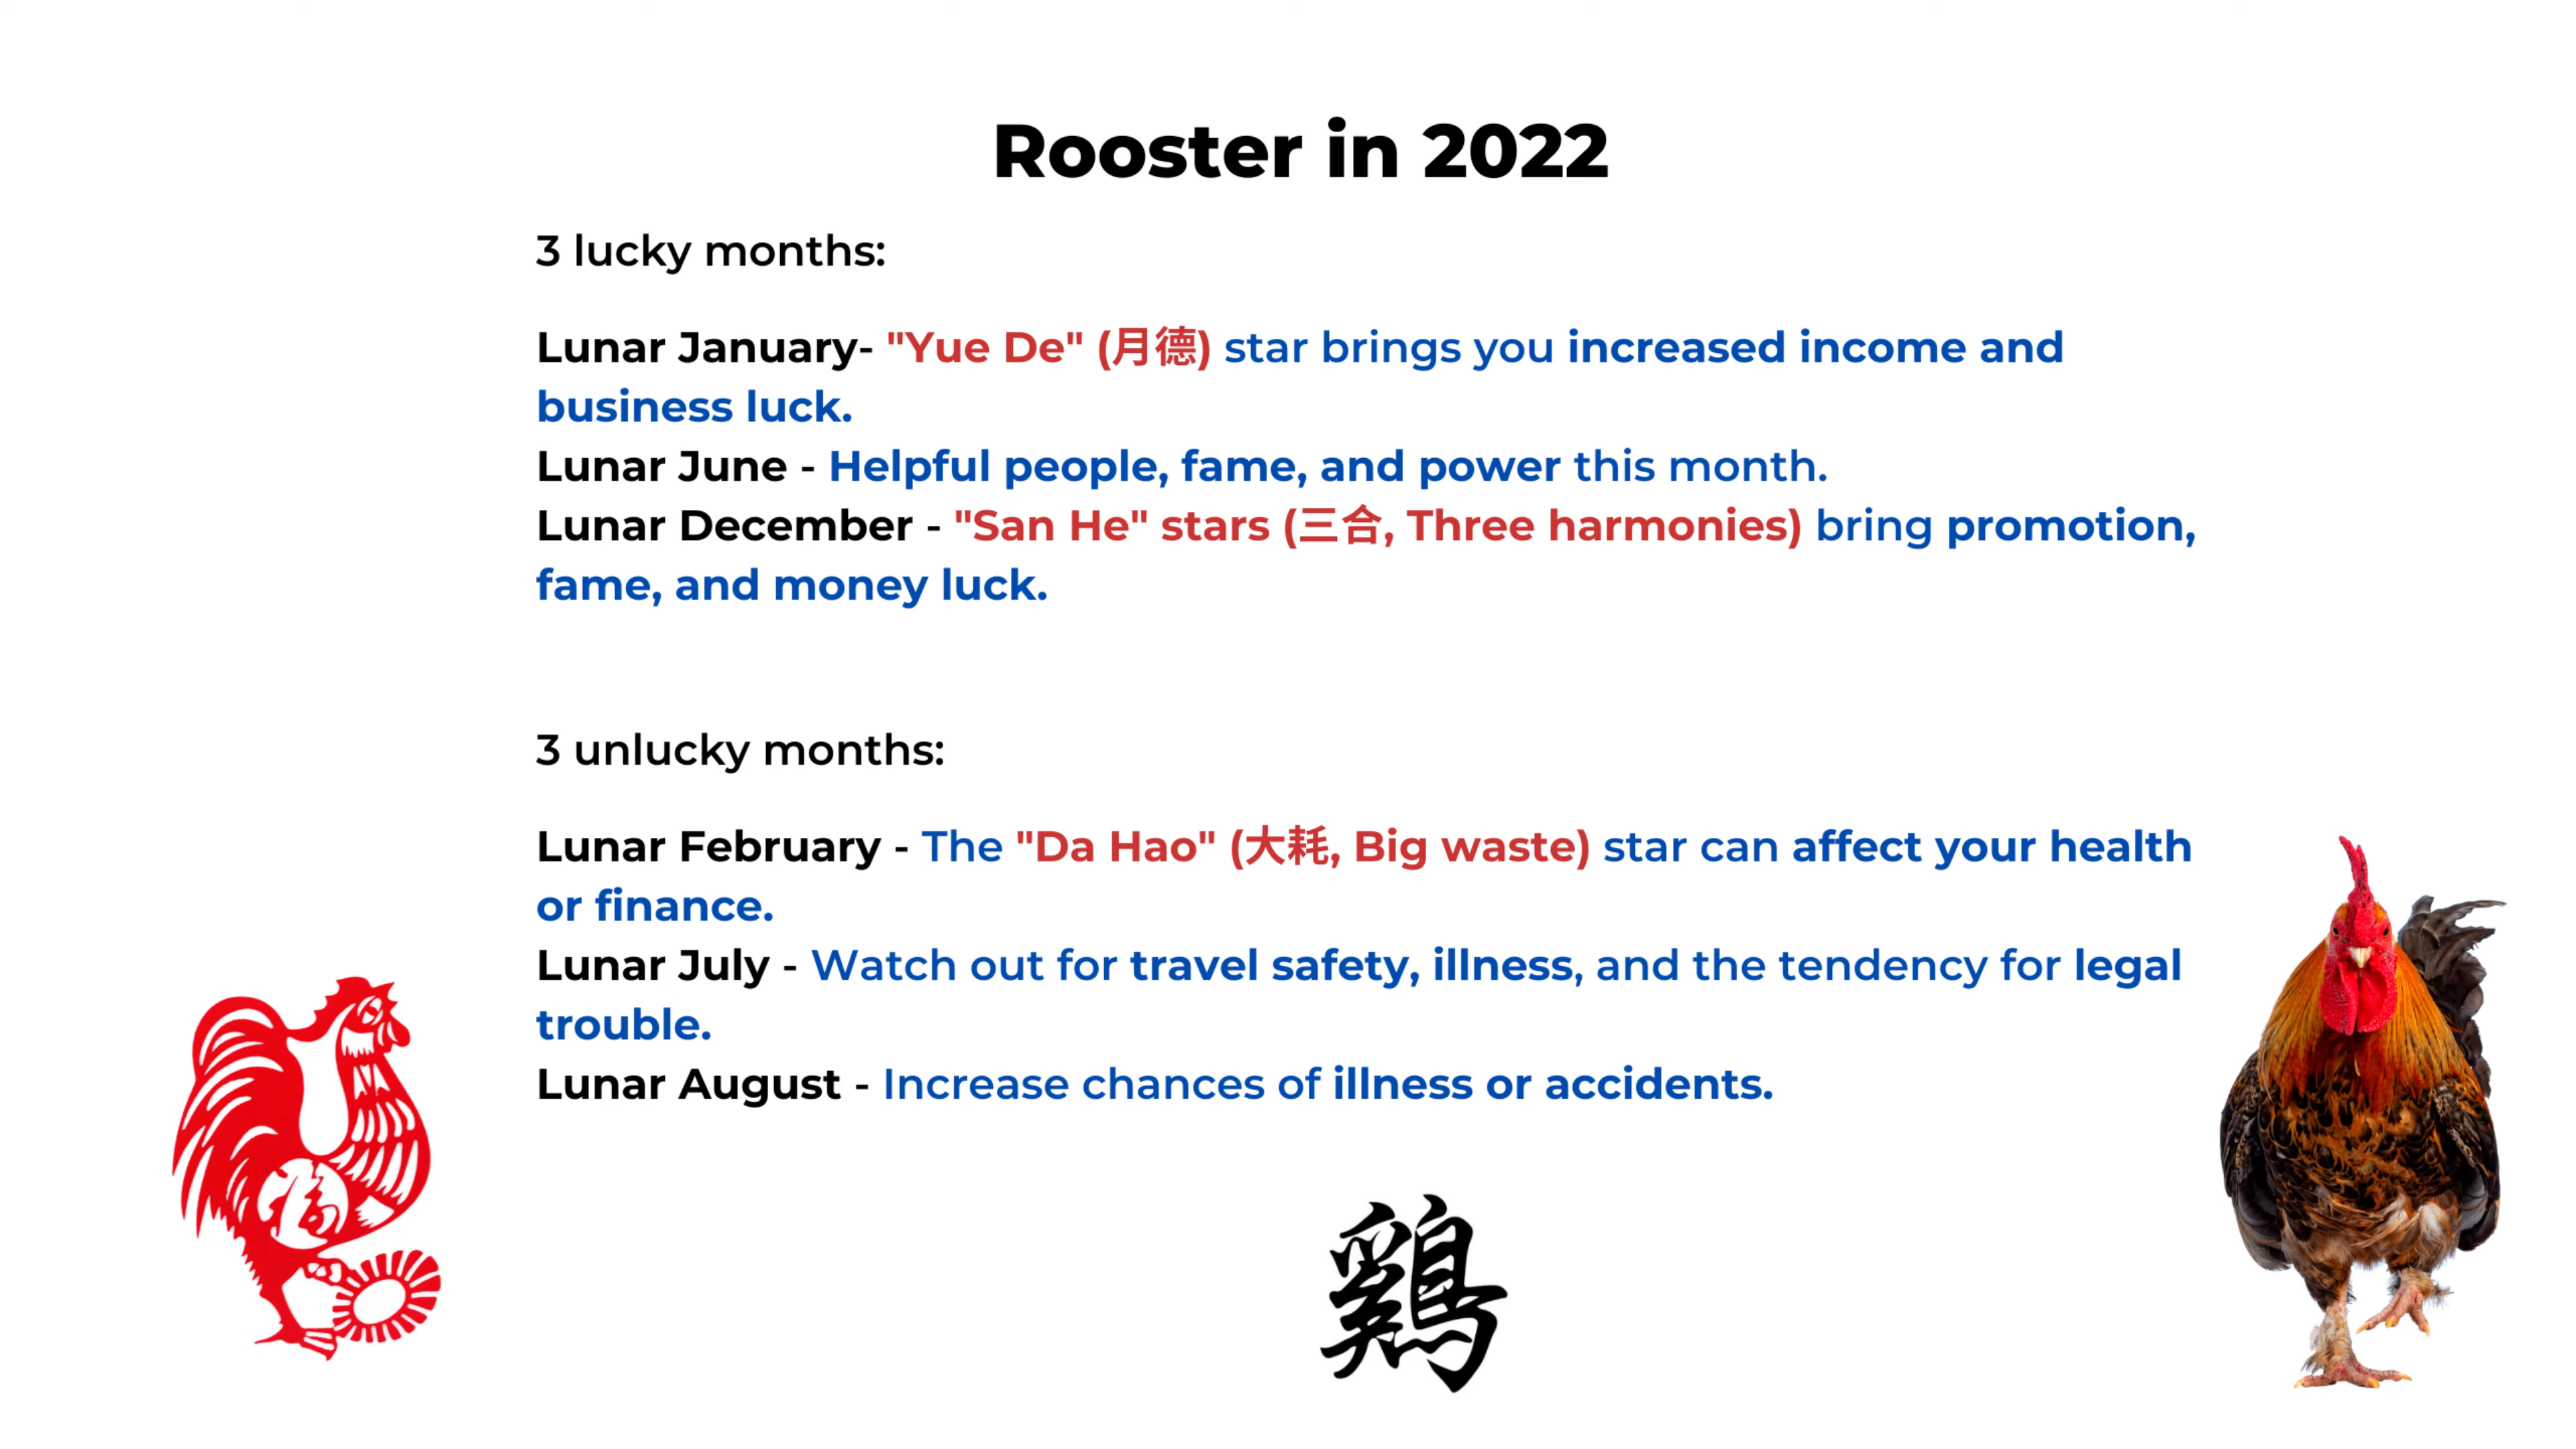 Rooster in 2022
3 lucky months:
Lunar January- "Yue De" (月德) star brings you increased income and
business luck.
Lunar June - Helpful people, fame, and power this month.
Lunar December - "San He" stars (三合, Three harmonies) bring promotion,
fame, and money luck.
3 unlucky months:
Lunar February - The "Da Hao" (大耗, Big waste) star can affect your health
or finance.
Lunar July - Watch out for travel safety, illness, and the tendency for legal
trouble.
Lunar August - Increase chances of illness or accidents.
福
鷄